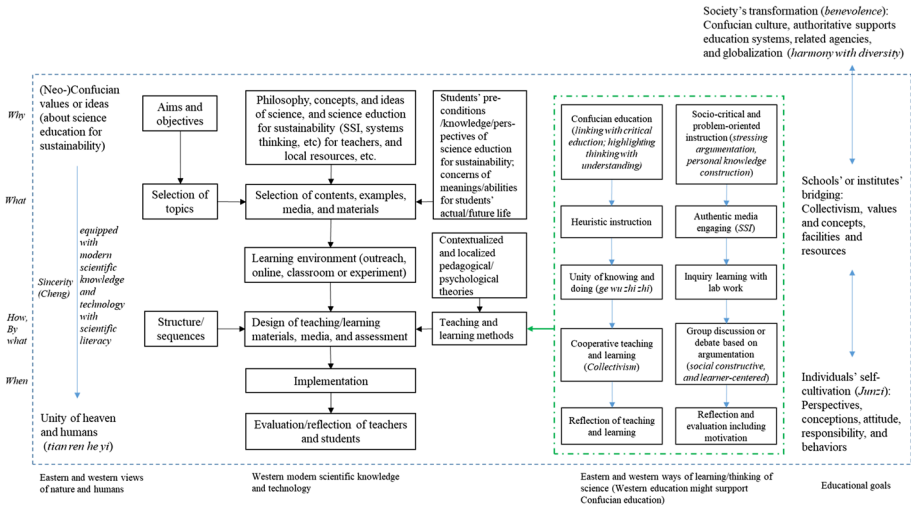 Society's transformation (benevolence):
Confucian culture, authoritative supports
education systems, related agencies,
and globalization (harmony with diversity)
Why
What
How,
By
what
When
(Neo-)Confucian
values or ideas
(about science
education for
sustainability)
Sincerity
(Cheng)
equipped
with
modern
scientific
knowledge
and
technology
with
scientific
literacy
Unity of heaven
and humans
(tian ren he yi)
Aims and
objectives
Selection of
topics
Structure/
sequences
Philosophy, concepts, and ideas
of science, and science eduction
for sustainability (SSI, systems
thinking, etc) for teachers, and
local resources, etc.
Selection of contents, examples,
media, and materials
Learning environment (outreach,
online, classroom or experiment)
Design of teaching/learning
materials, media, and assessment
Implementation
Evaluation/reflection of teachers
and students
Students' pre-
conditions
/knowledge/pers-
pectives of
science eduction for
sustainability;
concerns of
meanings/abilities
for students'
actual/future life
Contextualized
and localized
pedagogical/
psychological
theories
Teaching and
learning methods
Confucian education
(linking with critical
eduction; highlighting
thinking with
understanding)
Heuristic instruction
Unity of knowing and
doing (ge wu zhi zhi)
Cooperative teaching
and learning
(Collectivism)
Reflection of teaching
and learning
Socio-critical and
problem-oriented
instruction (stressing
argumentation,
personal knowledge
construction)
Authentic media
engaging (SSI)
Inquiry learning with
lab work
Group discussion or
debate based on
argumentation
(social constructive,
and learner-centered)
Reflection and
evaluation including
motivation
Schools' or institutes'
bridging:
Collectivism, values
and concepts,
facilities and
resources
Individuals' self-
cultivation (Junzi):
Perspectives,
conceptions, attitude,
responsibility, and
behaviors
Eastern and western views
of nature and humans
Western modern scientific knowledge
and technology
Eastern and western ways of learning/thinking of
science (Western education might surpport
Confucian education)
Educational goals